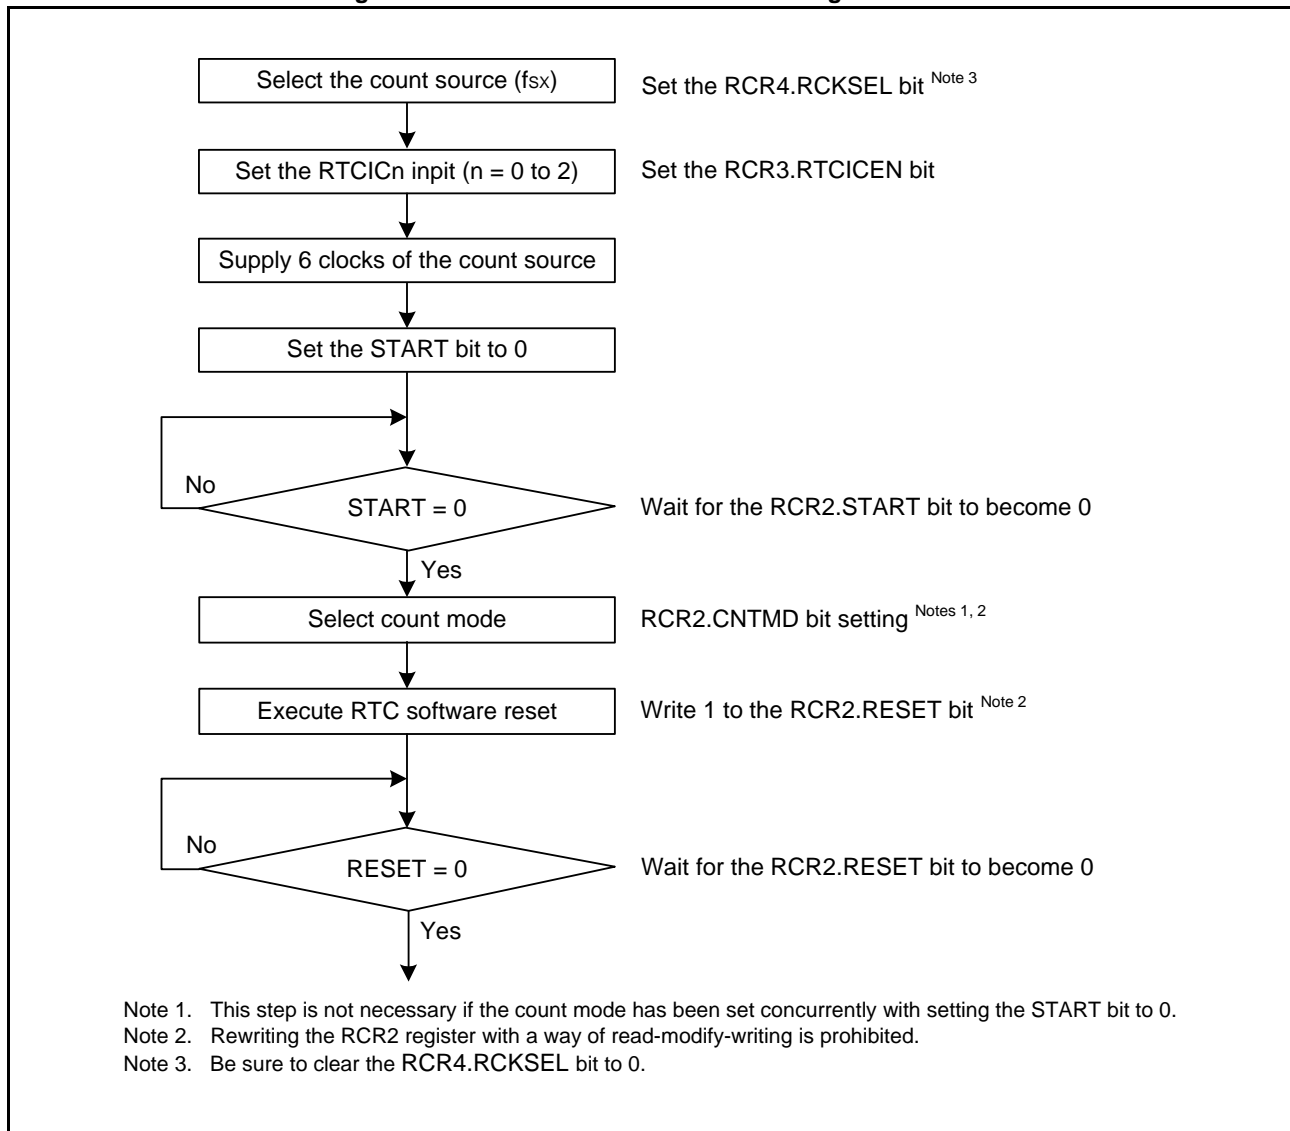 Select the count source (fSX)
Set the RCR4.RCKSEL bit Note 3
Set the RTCICn inpit (n = 0 to 2)
Set the RCR3.RTCICEN bit
Supply 6 clocks of the count source
Set the START bit to 0
No
START = 0
Wait for the RCR2.START bit to become 0
Yes
Select count mode
RCR2.CNTMD bit setting Notes 1, 2
Execute RTC software reset
Write 1 to the RCR2.RESET bit Note 2
No
RESET = 0
Wait for the RCR2.RESET bit to become 0
Yes
Note 1. This step is not necessary if the count mode has been set concurrently with setting the START bit to 0.
Note 2. Rewriting the RCR2 register with a way of read-modify-writing is prohibited.
Note 3. Be sure to clear the RCR4.RCKSEL bit to 0.